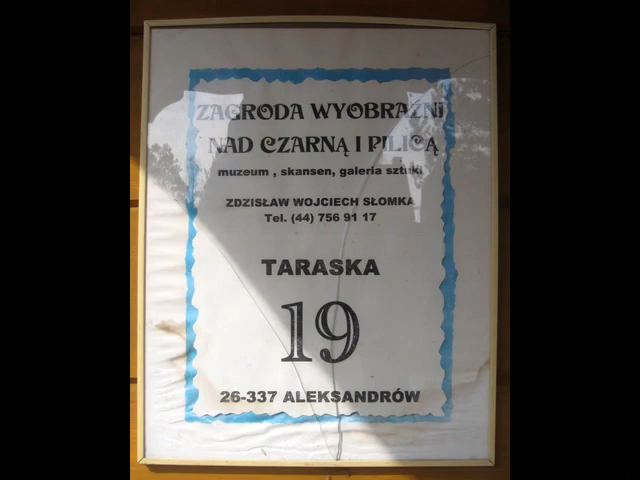 ZAGRODA WYOBRAŹNI
NAD CZARNĄ I PILICĄ
muzeum , skansen, galeria sztuki
ZDZISŁAW WOJCIECH SŁOMKA
Tel. (44) 756 91 17
TARASKA
19
26-337 ALEKSANDRÓW